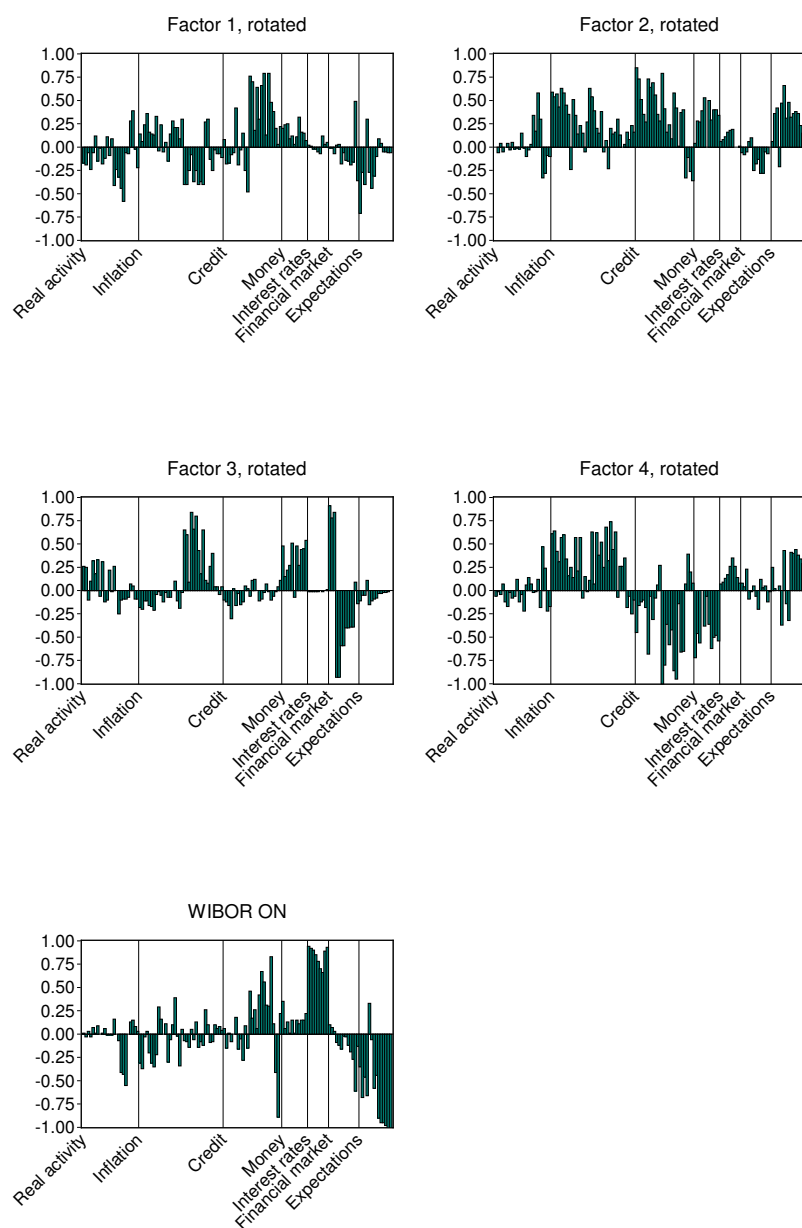 Factor 1, rotated
1.00
0.75
0.50
0.25
0.00
-0.25
-0.50
-0.75
-1.00
Real activity
Inflation
Credit
Money
Interest rates
Financial market
Expectations
Factor 2, rotated
1.00
0.75
0.50
0.25
0.00
-0.25
-0.50
-0.75
-1.00
Real activity
Inflation
Credit
Money
Interest rates
Financial market
Expectations
Factor 3, rotated
1.00
0.75
0.50
0.25
0.00
-0.25
-0.50
-0.75
-1.00
Real activity
Inflation
Credit
Money
Interest rates
Financial market
Expectations
Factor 4, rotated
1.00
0.75
0.50
0.25
0.00
-0.25
-0.50
-0.75
-1.00
Real activity
Inflation
Credit
Money
Interest rates
Financial market
Expectations
WIBOR ON
1.00
0.75
0.50
0.25
0.00
-0.25
-0.50
-0.75
-1.00
Real activity
Inflation
Credit
Money
Interest rates
Financial market
Expectations